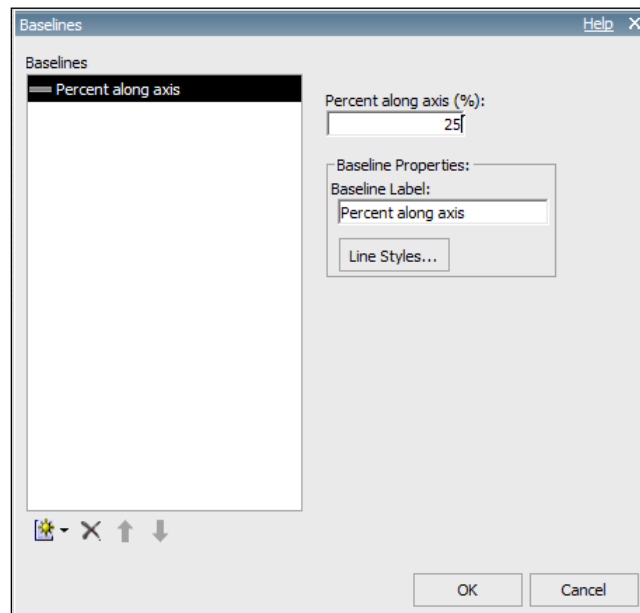 Baselines
Help X
Baselines
Percent along axis
Percent along axis (%):
25
Baseline Properties:
Baseline Label:
Percent along axis
Line Styles...
OK
Cancel